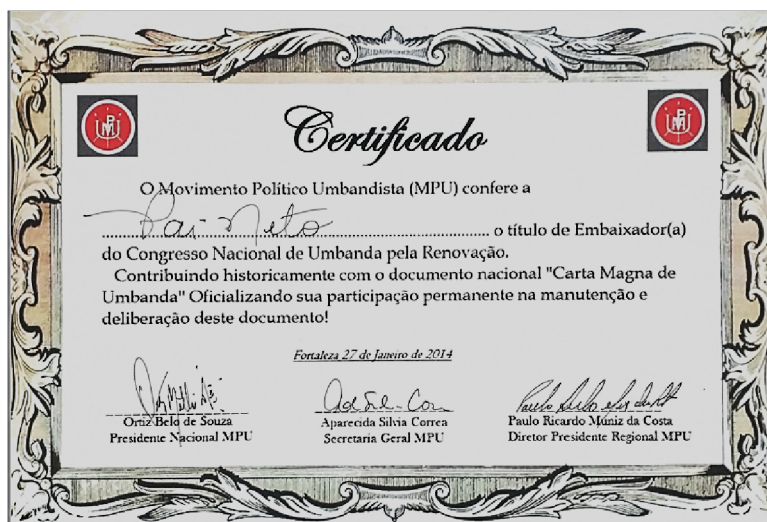 MPU
MPU
Certificado
O Movimento Político Umbandista (MPU) confere a
Pai Neto o título de Embaixador(a)
do Congresso Nacional de Umbanda pela Renovação.
Contribuindo historicamente com o documento nacional "Carta Magna de
Umbanda" Oficializando sua participação permanente na manutenção e
deliberação deste documento!
Fortaleza 27 de Janeiro de 2014
Ortiz Belo de Souza
Presidente Nacional MPU
Aparecida Silvia Correa
Secretaria Geral MPU
Paulo Ricardo Muniz da Costa
Diretor Presidente Regional MPU